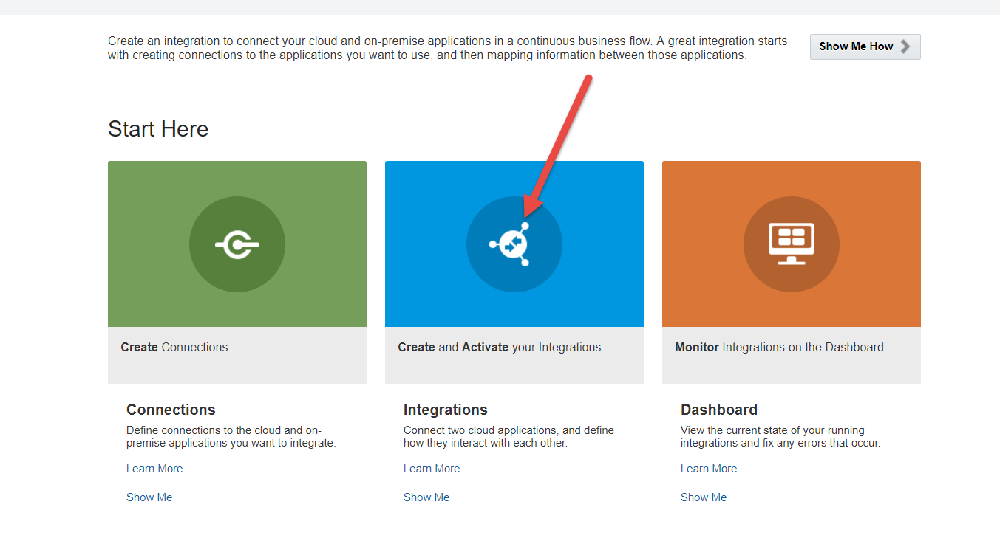 Create an integration to connect your cloud and on-premise applications in a continuous business flow. A great integration starts
with creating connections to the applications you want to use, and then mapping information between those applications.
Show Me How
Start Here
Create Connections
Create and Activate your Integrations
Monitor Integrations on the Dashboard
Connections
Define connections to the cloud and on-
premise applications you want to integrate.
Learn More
Show Me
Integrations
Connect two cloud applications, and define
how they interact with each other.
Learn More
Show Me
Dashboard
View the current state of your running
integrations and fix any errors that occur.
Learn More
Show Me